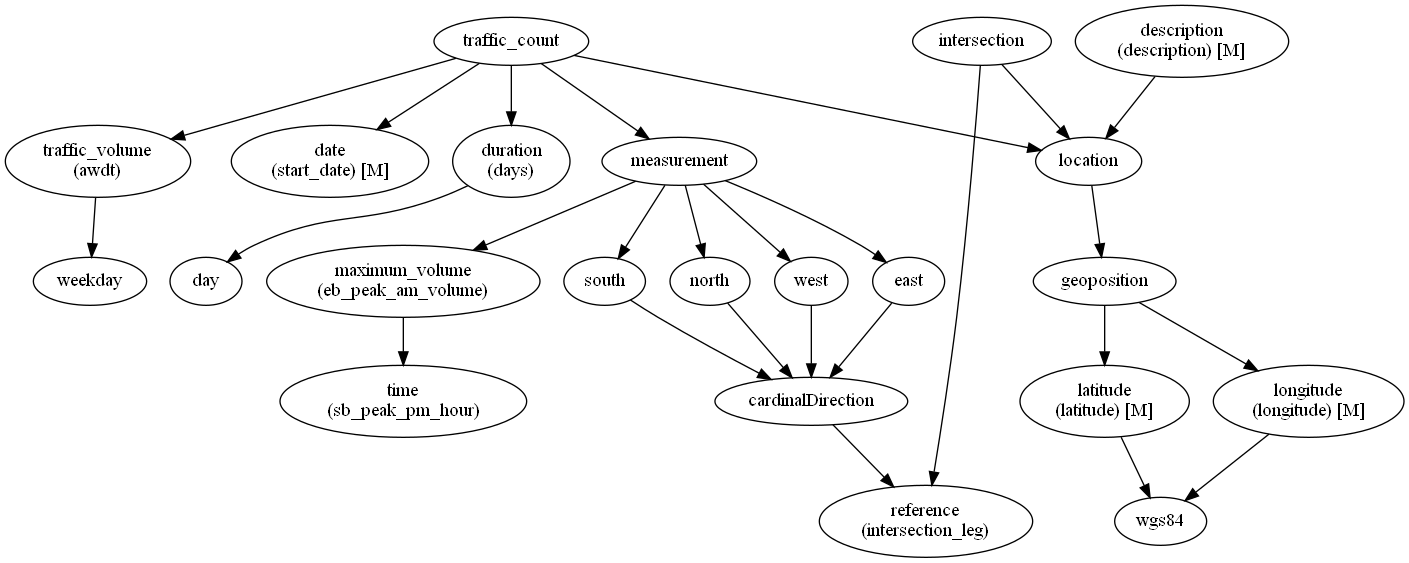 traffic_count
intersection
description
(description) [M]
traffic_volume
(awdt)
date
(start_date) [M]
duration
(days)
measurement
location
weekday
day
maximum_volume
(eb_peak_am_volume)
south
north
west
east
geoposition
time
(sb_peak_pm_hour)
cardinalDirection
latitude
(latitude) [M]
longitude
(longitude) [M]
reference
(intersection_leg)
wgs84